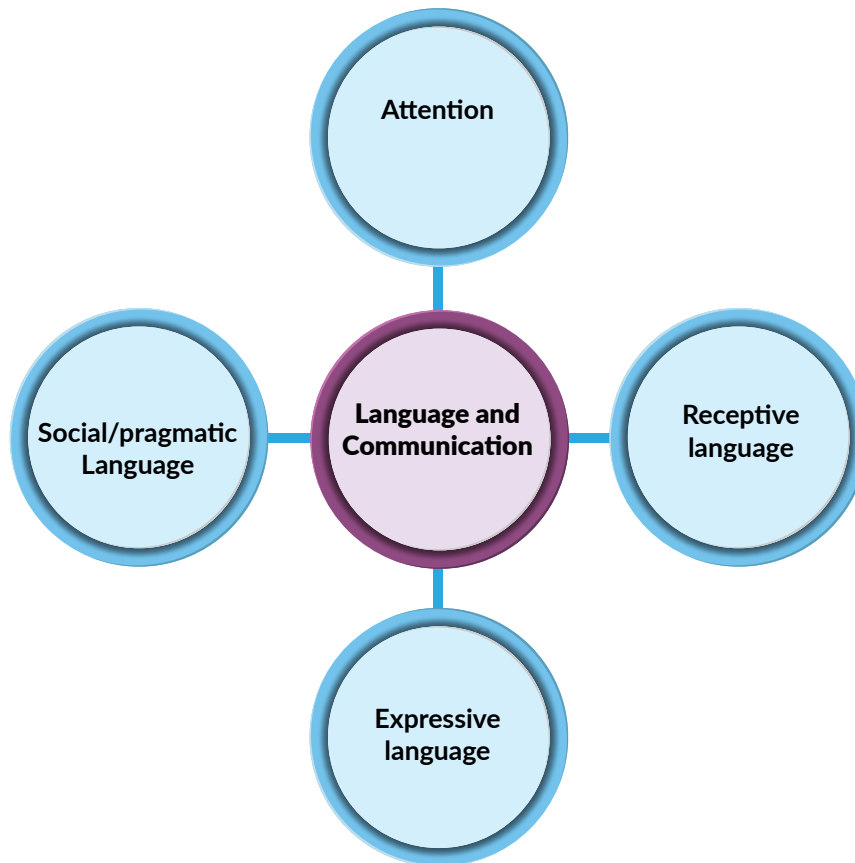 Attention
Social/pragmatic
Language
Language and
Communication
Receptive
language
Expressive
language